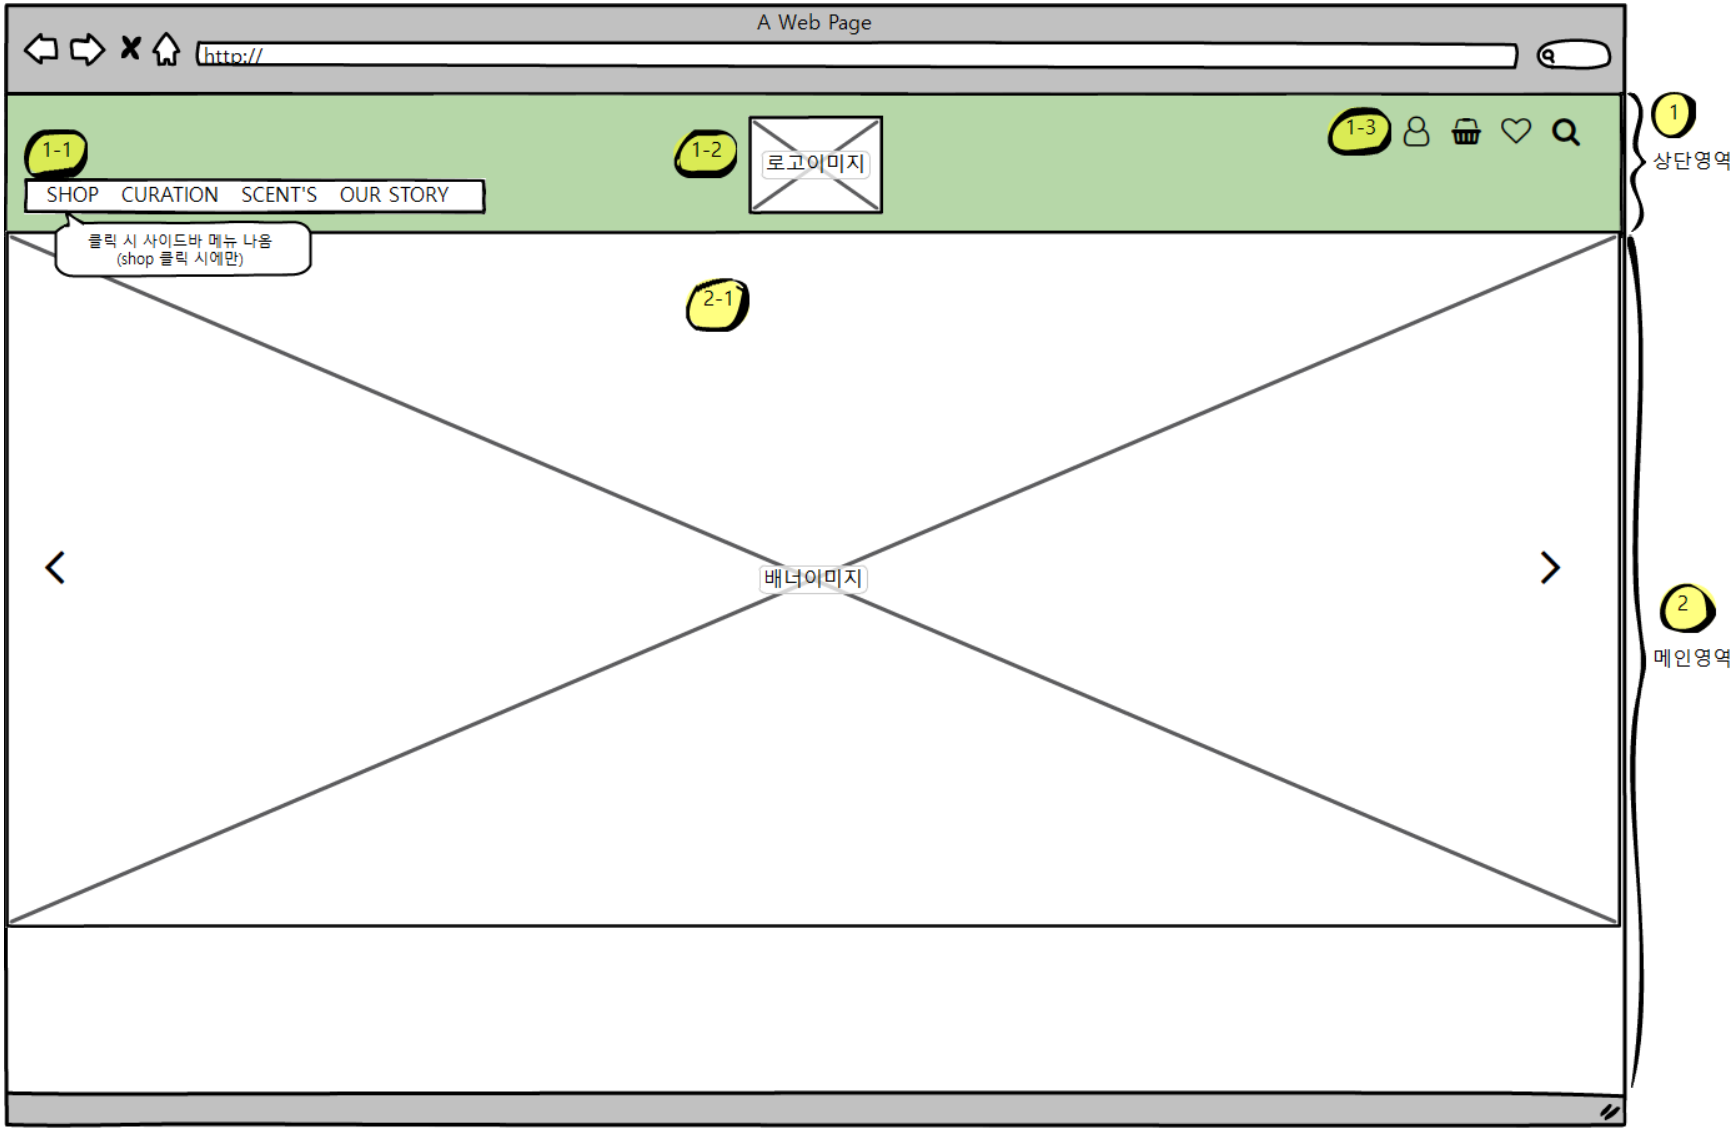 A Web Page
http://
1
상단영역
1-1
1-2
로고이미지
1-3
SHOP CURATION SCENT'S OUR STORY
클릭 시 사이드바 메뉴 나옴
(shop 클릭 시에만)
2-1
배너이미지
2
메인영역